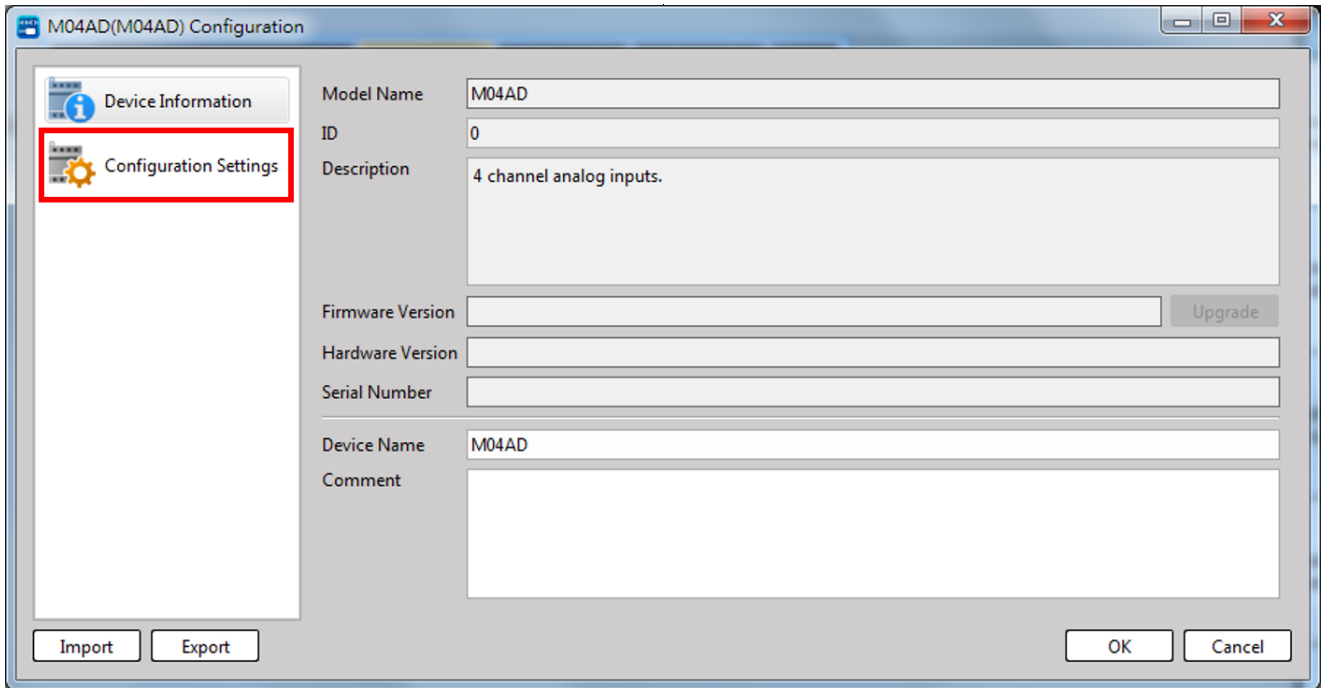 M04AD(M04AD) Configuration
Device Information
Configuration Settings
Model Name M04AD
ID 0
Description 4 channel analog inputs.
Firmware Version Upgrade
Hardware Version
Serial Number
Device Name M04AD
Comment
Import Export OK Cancel